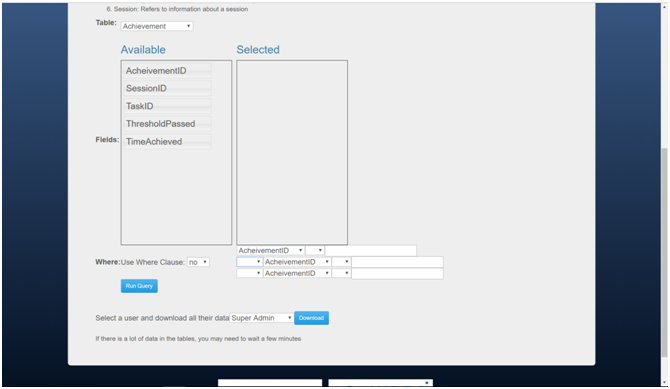 6. Session: Refers to information about a session
Table: Achievement
Available Selected
AcheivementID
SessionID
TaskID
ThresholdPassed
Fields: TimeAchieved
AcheivementID
Where: Use Where Clause: no AcheivementID
AcheivementID
Run Query
Select a user and download all their data Super Admin Download
If there is a lot of data in the tables, you may need to wait a few minutes